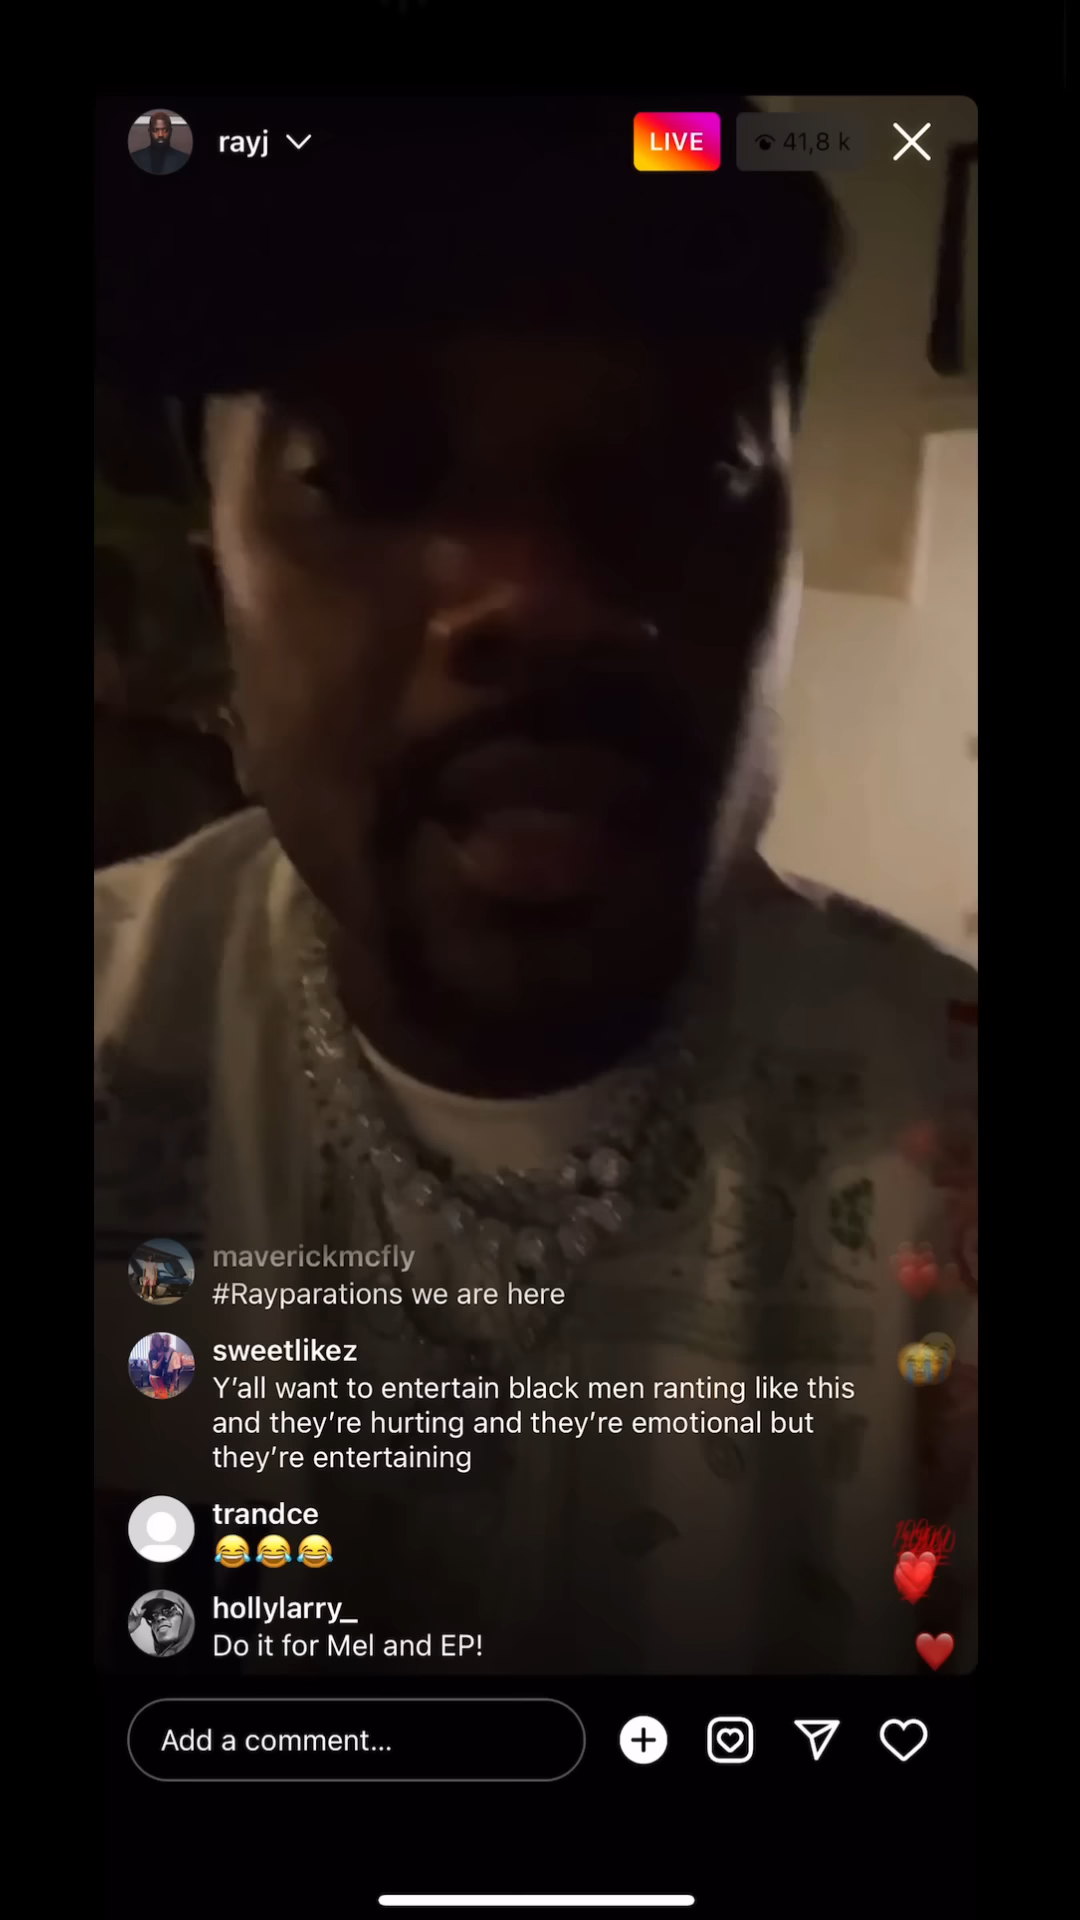 rayj
LIVE
41,8 k
maverickmcfly
#Rayparations we are here
sweetlikez
Y’all want to entertain black men ranting like this
and they’re hurting and they’re emotional but
they’re entertaining
trandce
😂😂😂
hollylarry_
Do it for Mel and EP!
Add a comment...